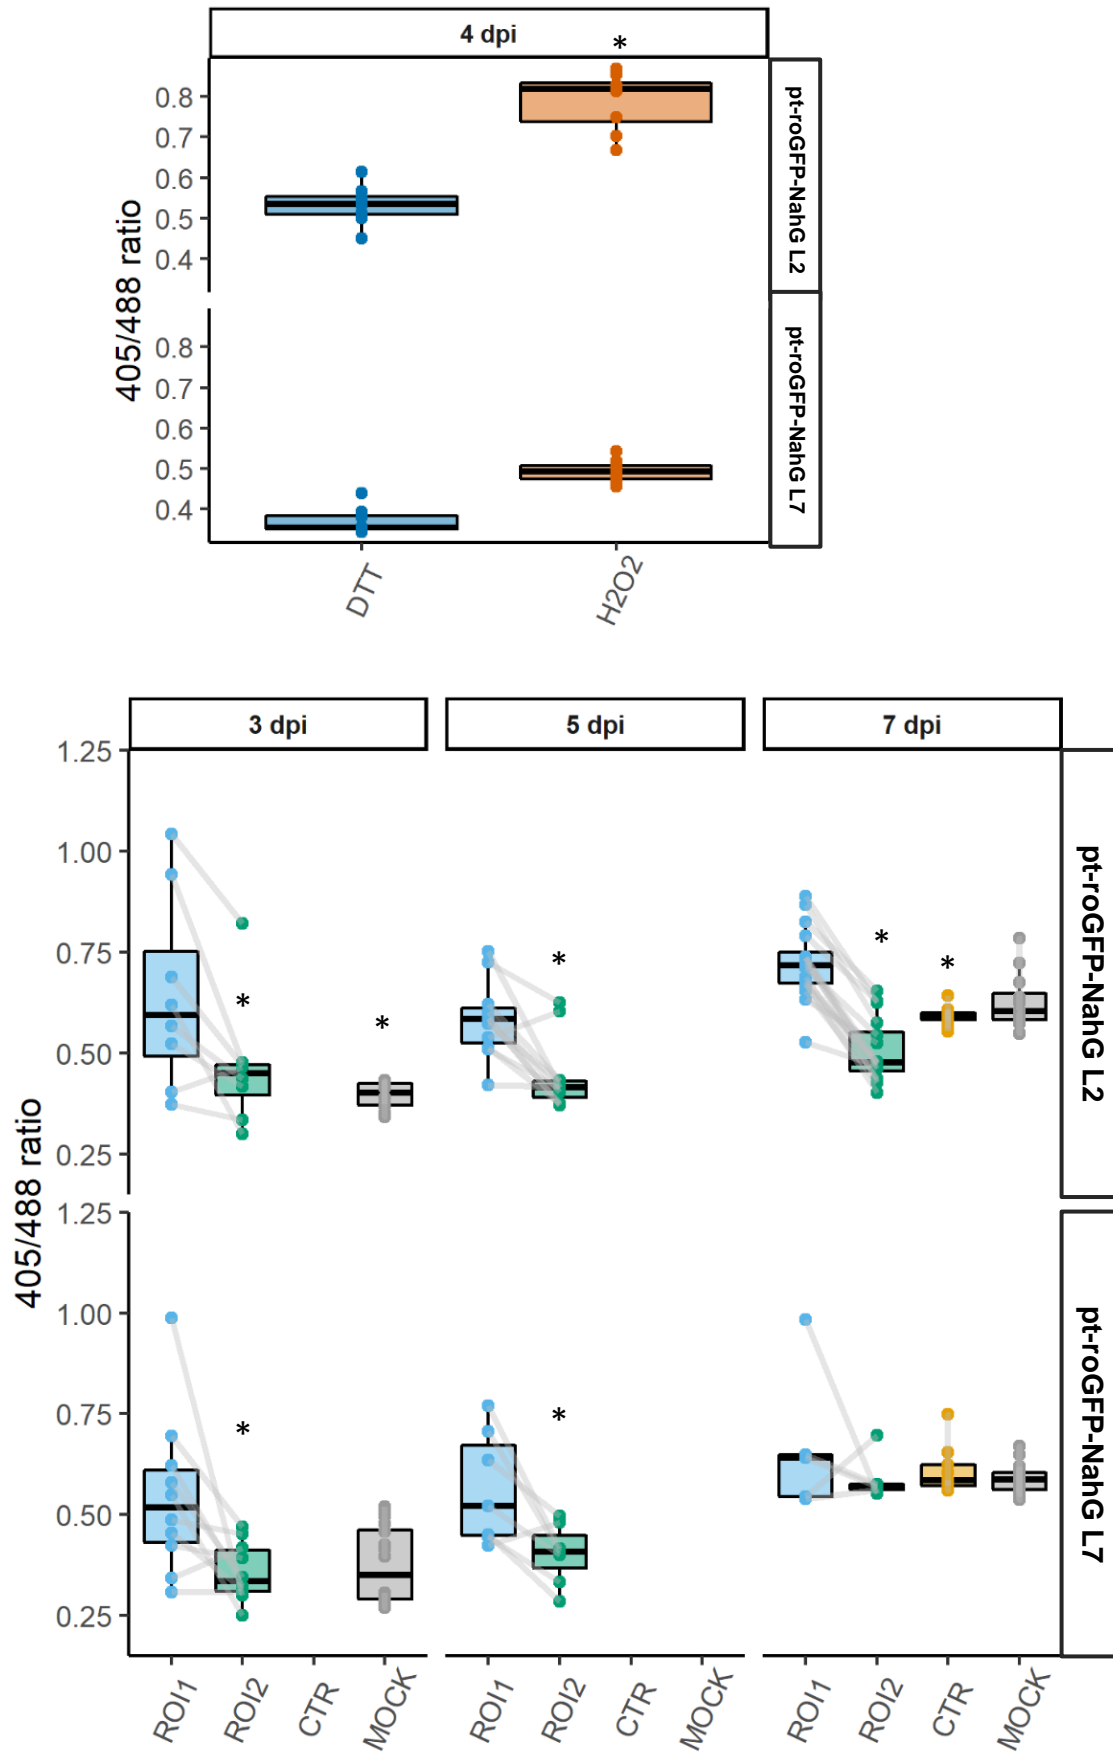 4 dpi
*
405/488 ratio
0.8
0.7
0.6
0.5
0.4
pt-roGFP-NahG L2
0.8
0.7
0.6
0.5
0.4
pt-roGFP-NahG L7
DTT
H2O2
3 dpi
5 dpi
7 dpi
405/488 ratio
1.25
1.00
0.75
0.50
0.25
* * * * *
pt-roGFP-NahG L2
1.25
1.00
0.75
0.50
0.25
* *
pt-roGFP-NahG L7
ROI1 ROI2 CTR MOCK
ROI1 ROI2 CTR MOCK
ROI1 ROI2 CTR MOCK